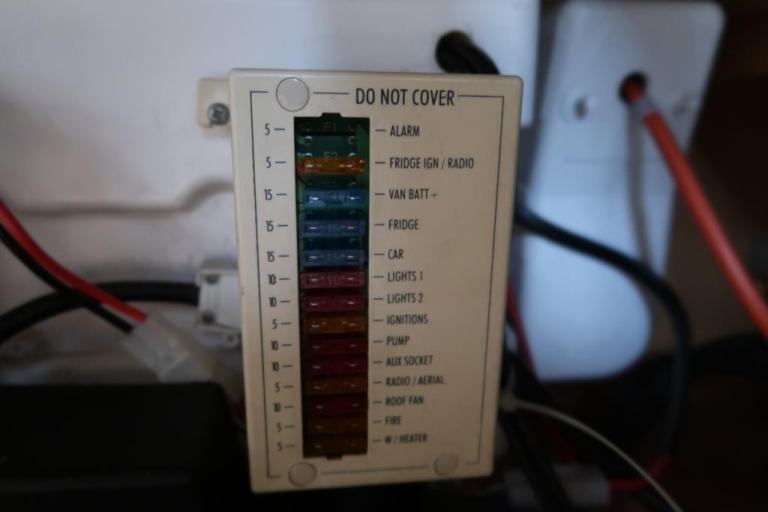 DO NOT COVER
5 — ALARM
5 — FRIDGE IGN / RADIO
15 — VAN BATT +
15 — FRIDGE
15 — CAR
10 — LIGHTS 1
10 — LIGHTS 2
5 — IGNITIONS
10 — PUMP
10 — AUX SOCKET
5 — RADIO / AERIAL
10 — ROOF FAN
5 — FIRE
5 — W / HEATER